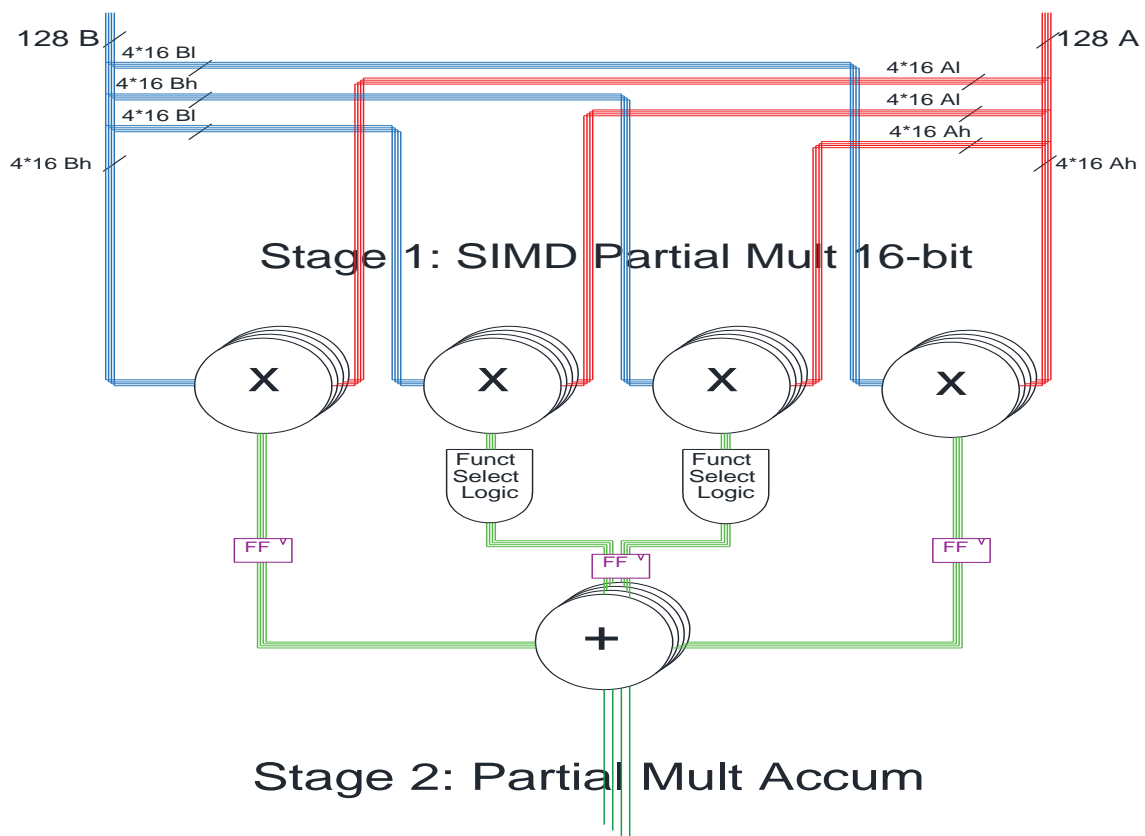 128 B
128 A
4*16 Bl
4*16 Al
4*16 Bh
4*16 Al
4*16 Bl
4*16 Ah
4*16 Bh
4*16 Ah
Stage 1: SIMD Partial Mult 16-bit
X
X
X
X
Funct
Select
Logic
Funct
Select
Logic
FF
FF
FF
+
Stage 2: Partial Mult Accum